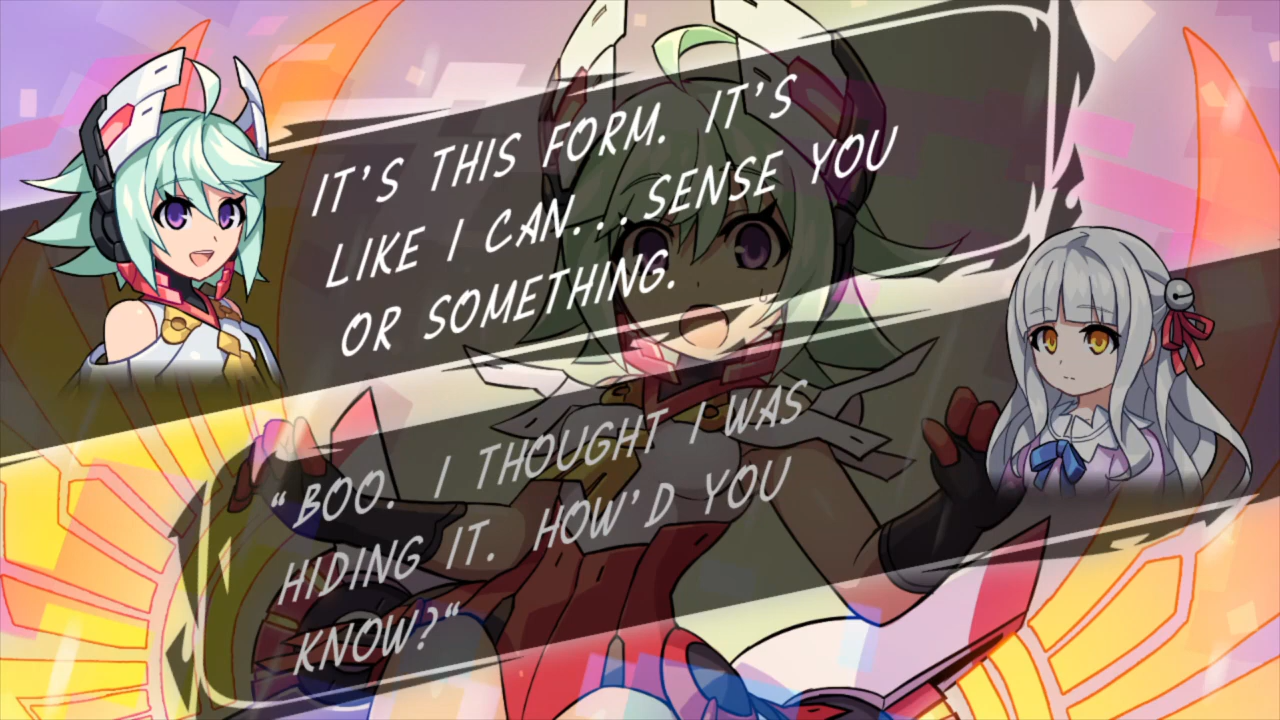 IT'S THIS FORM. IT'S
LIKE I CAN...SENSE YOU
OR SOMETHING.
"BOO. I THOUGHT I WAS
HIDING IT. HOW'D YOU
KNOW?"